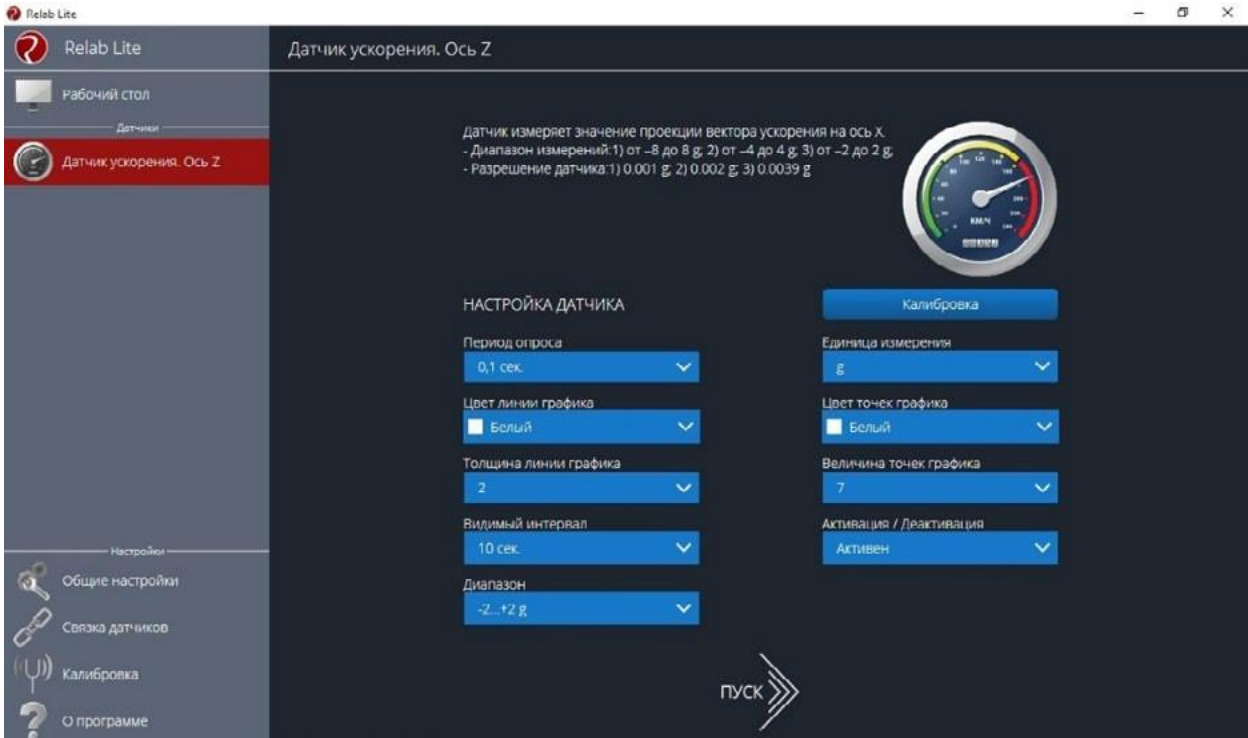 Relab Lite
Relab Lite
Датчик ускорения. Ось Z
Рабочий стол
Датчики
Датчик ускорения. Ось Z
Датчик измеряет значение проекции вектора ускорения на ось X.
- Диапазон измерений:1) от –8 до 8 g; 2) от –4 до 4 g; 3) от –2 до 2 g;
- Разрешение датчика:1) 0.001 g; 2) 0.002 g; 3) 0.0039 g
КМ/Ч
НАСТРОЙКА ДАТЧИКА
Калибровка
Период опроса
Единица измерения
0,1 сек.
g
Цвет линии графика
Цвет точек графика
Белый
Белый
Толщина линии графика
Величина точек графика
2
7
Видимый интервал
Активация / Деактивация
10 сек.
Активен
Диапазон
-2...+2 g
Настройки
Общие настройки
Связка датчиков
Калибровка
О программе
ПУСК